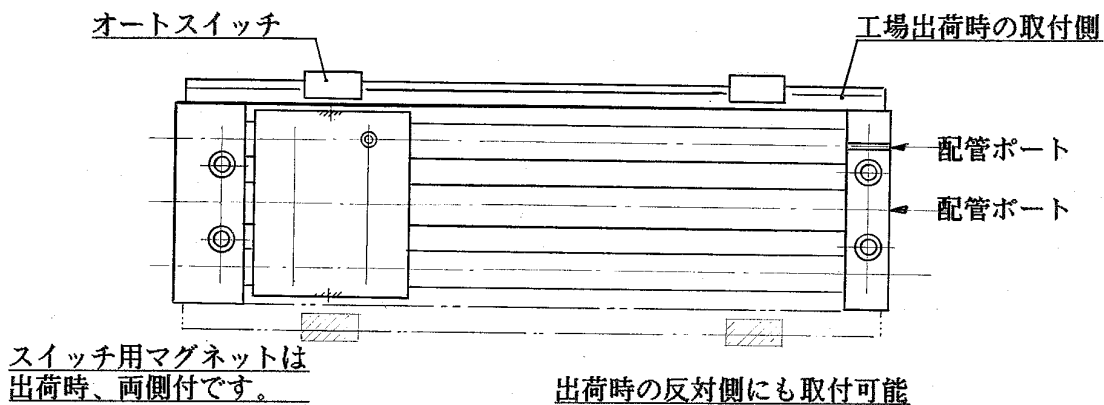 オートスイッチ
工場出荷時の取付側
配管ポート
配管ポート
スイッチ用マグネットは
出荷時、両側付です。
出荷時の反対側にも取付可能